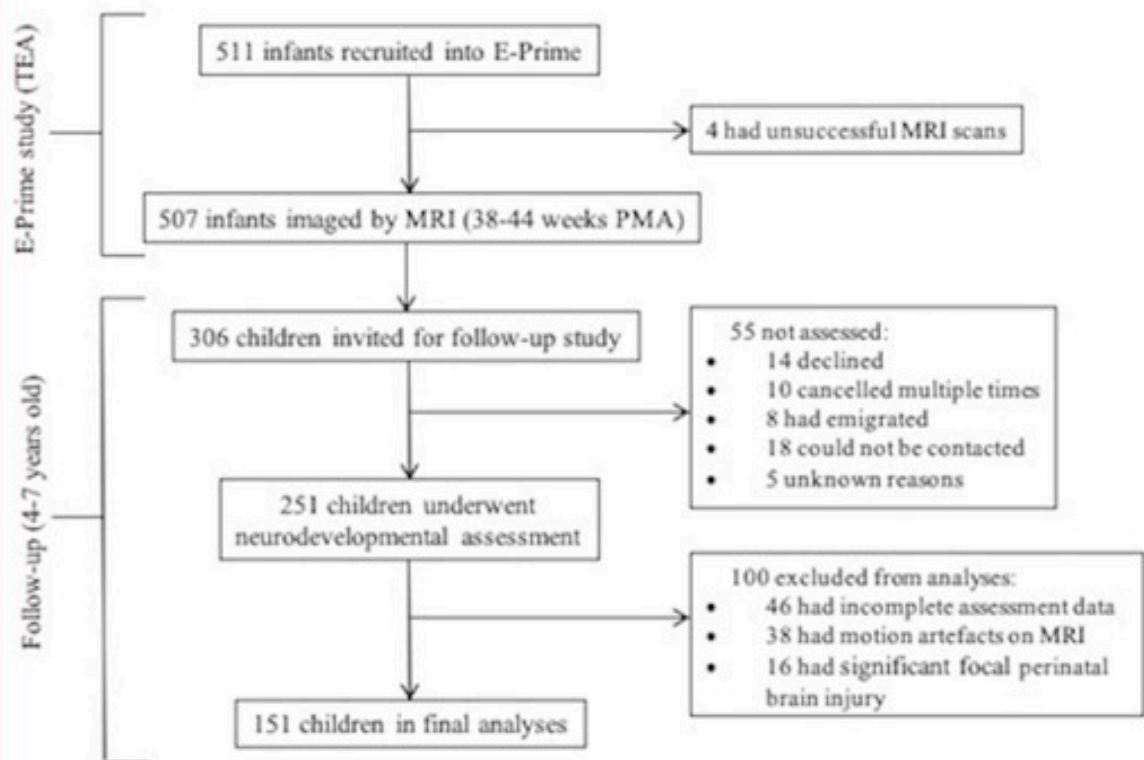 E-Prime study (TEA)
511 infants recruited into E-Prime
4 had unsuccessful MRI scans
507 infants imaged by MRI (38-44 weeks PMA)
Follow-up (4-7 years old)
306 children invited for follow-up study
55 not assessed:
• 14 declined
• 10 cancelled multiple times
• 8 had emigrated
• 18 could not be contacted
• 5 unknown reasons
251 children underwent
neurodevelopmental assessment
100 excluded from analyses:
• 46 had incomplete assessment data
• 38 had motion artefacts on MRI
• 16 had significant focal perinatal
brain injury
151 children in final analyses